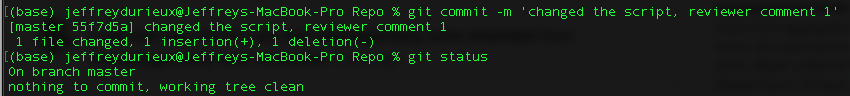 [(base) jeffreydurieux@Jeffreys-MacBook-Pro Repo % git commit -m 'changed the script, reviewer comment 1'
[master 55f7d5a] changed the script, reviewer comment 1
1 file changed, 1 insertion(+), 1 deletion(-)
[(base) jeffreydurieux@Jeffreys-MacBook-Pro Repo % git status
On branch master
nothing to commit, working tree clean